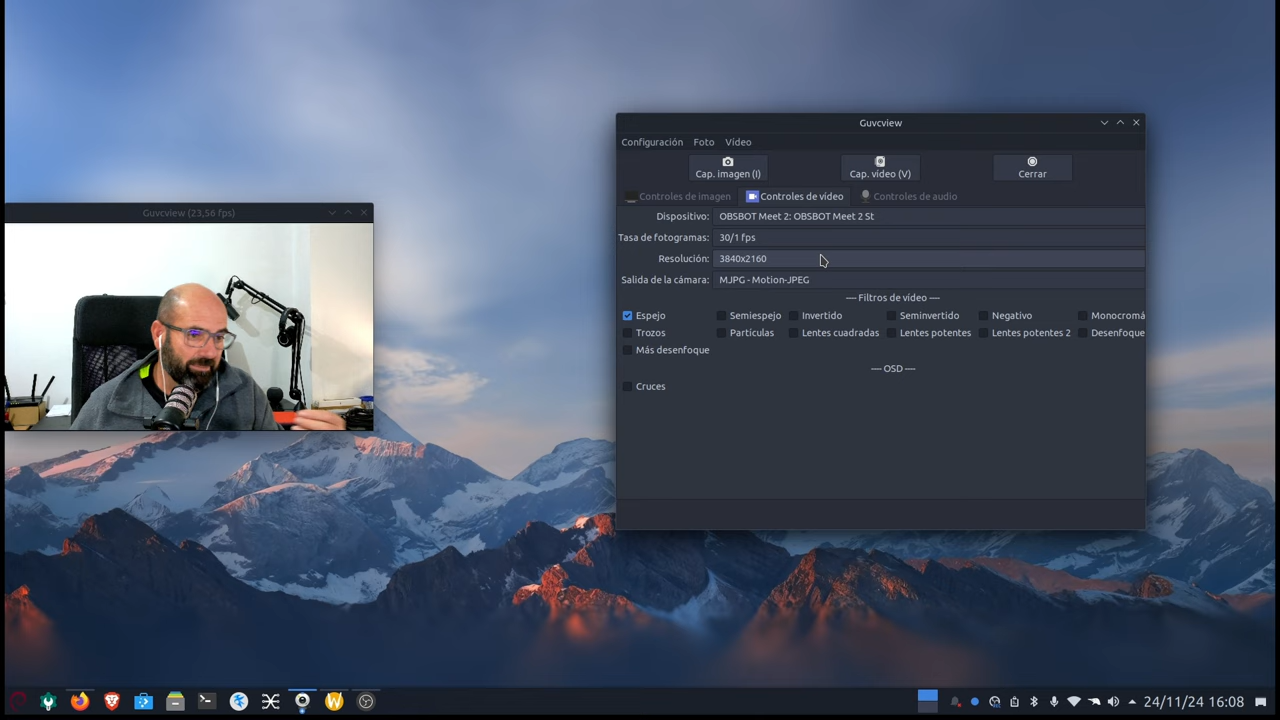 Guvcview
Configuración Foto Vídeo
Cap. imagen (I) Cap. vídeo (V) Cerrar
Controles de imagen Controles de vídeo Controles de audio
Guvcview (23,56 fps)
Dispositivo: OBSBOT Meet 2: OBSBOT Meet 2 St
Tasa de fotogramas: 30/1 fps
Resolución: 3840x2160
Salida de la cámara: MJPG - Motion-JPEG
---- Filtros de vídeo ----
Espejo Semiespejo Invertido Seminvertido Negativo Monocromá
Trozos Partículas Lentes cuadradas Lentes potentes Lentes potentes 2 Desenfoque
Más desenfoque
---- OSD ----
Cruces
24/11/24 16:08